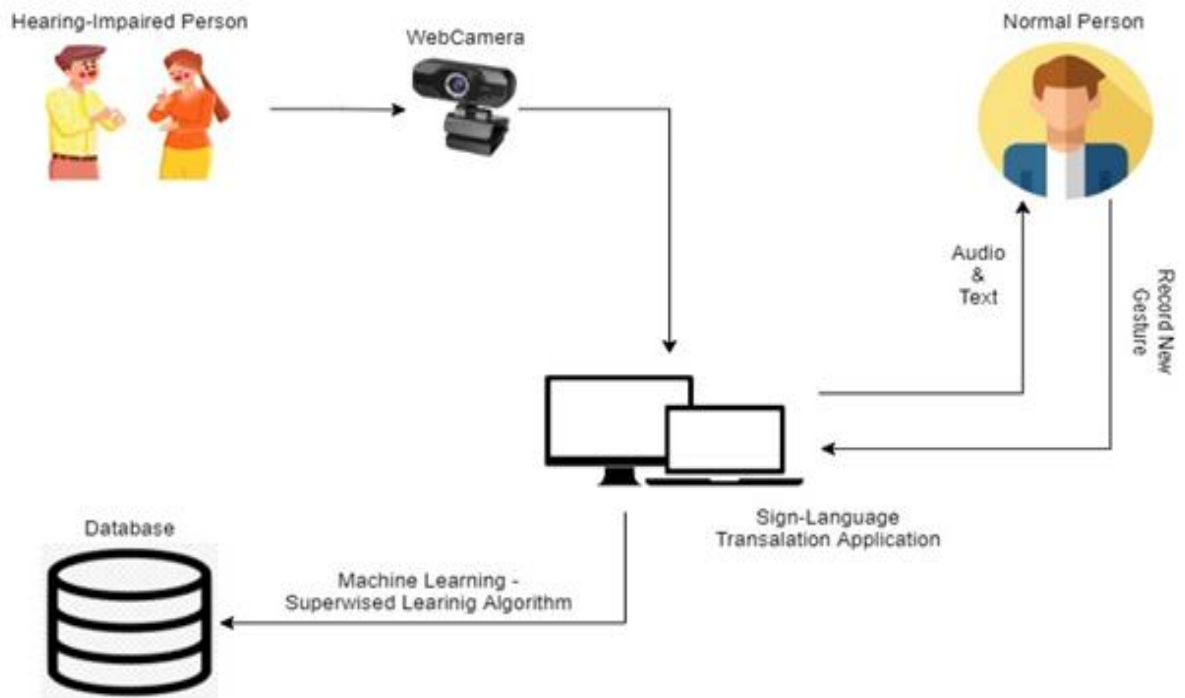 Hearing-Impaired Person
WebCamera
Normal Person
Audio
&
Text
Record New
Gesture
Sign-Language
Transalation Application
Database
Machine Learning -
Superwised Learinig Algorithm